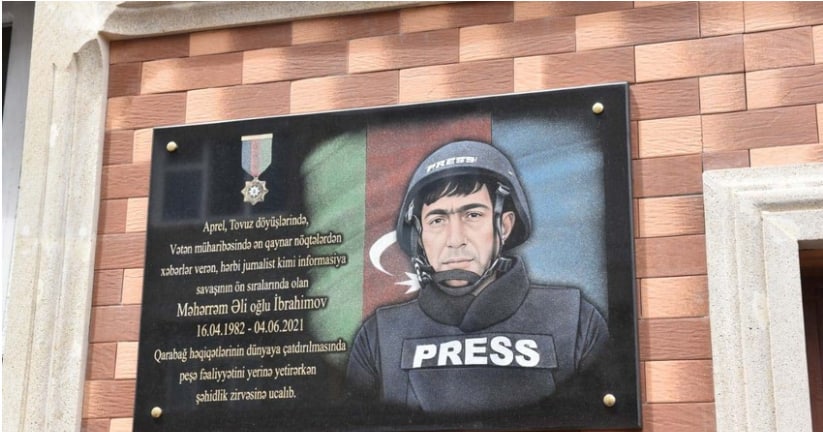 PRESS
Aprel, Tovuz döyüşlərində,
Vətən müharibəsində ən qaynar nöqtələrdən
xəbərlər verən, hərbi jurnalist kimi informasiya
savaşının ön sıralarında olan
Məhərrəm Əli oğlu İbrahimov
16.04.1982 - 04.06.2021
Qarabağ həqiqətlərinin dünyaya çatdırılmasında
peşə fəaliyyətini yerinə yetirərkən
şəhidlik zirvəsinə ucalıb.
PRESS